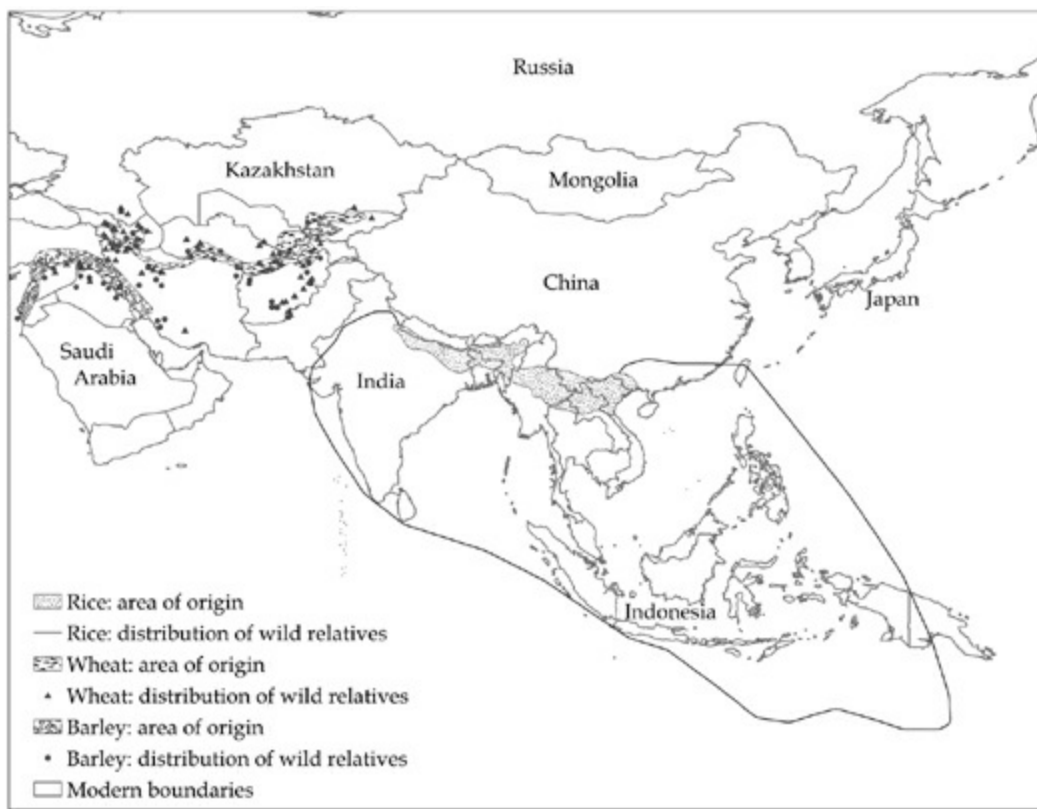 Russia
Kazakhstan
Mongolia
China
Japan
Saudi
Arabia
India
Indonesia
Rice: area of origin
Rice: distribution of wild relatives
Wheat: area of origin
Wheat: distribution of wild relatives
Barley: area of origin
Barley: distribution of wild relatives
Modern boundaries